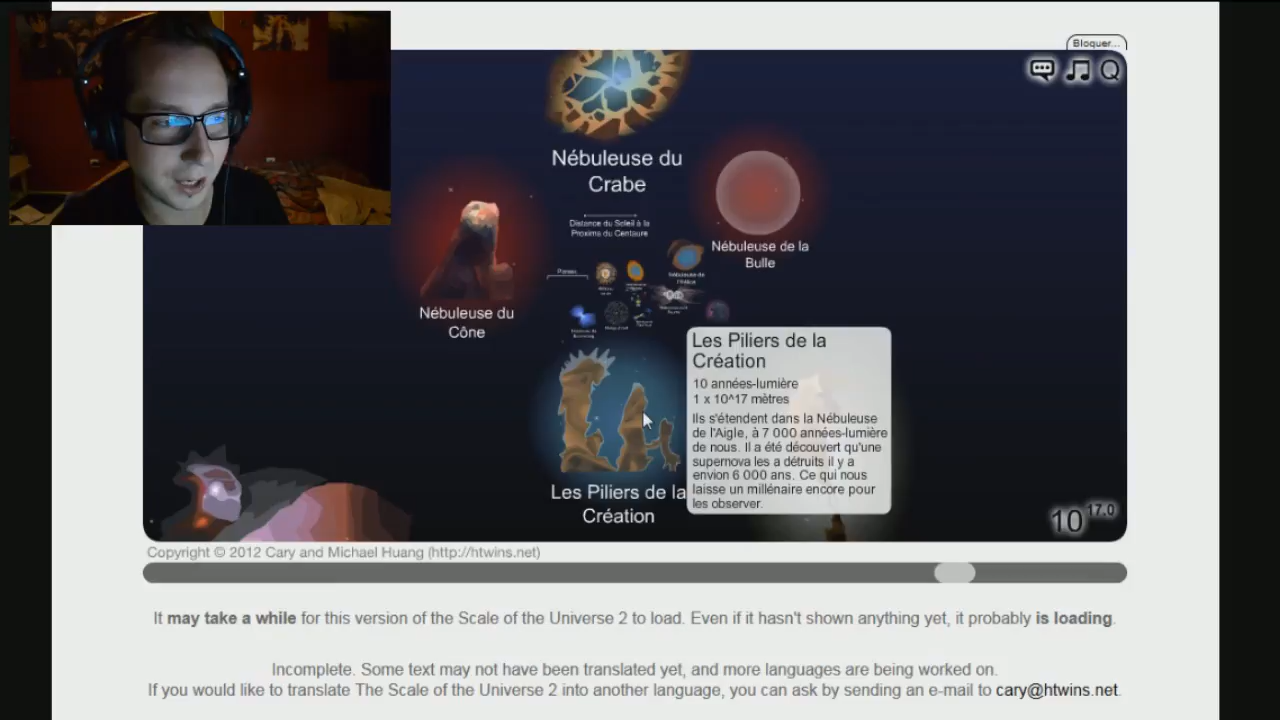 Bloquer...
Nébuleuse du
Crabe
Distance du Soleil à la
Proxima du Centaure
Nébuleuse de la
Bulle
Nébuleuse du
Cône
Les Piliers de la
Création
10 années-lumière
1 x 10^17 mètres
Ils s'étendent dans la Nébuleuse
de l'Aigle, à 7 000 années-lumière
de nous. Il a été découvert qu'une
supernova les a détruits il y a
envion 6 000 ans. Ce qui nous
laisse un millénaire encore pour
les observer.
Les Piliers de la
Création
10 17.0
Copyright © 2012 Cary and Michael Huang (http://htwins.net)
It may take a while for this version of the Scale of the Universe 2 to load. Even if it hasn't shown anything yet, it probably is loading.
Incomplete. Some text may not have been translated yet, and more languages are being worked on.
If you would like to translate The Scale of the Universe 2 into another language, you can ask by sending an e-mail to cary@htwins.net.